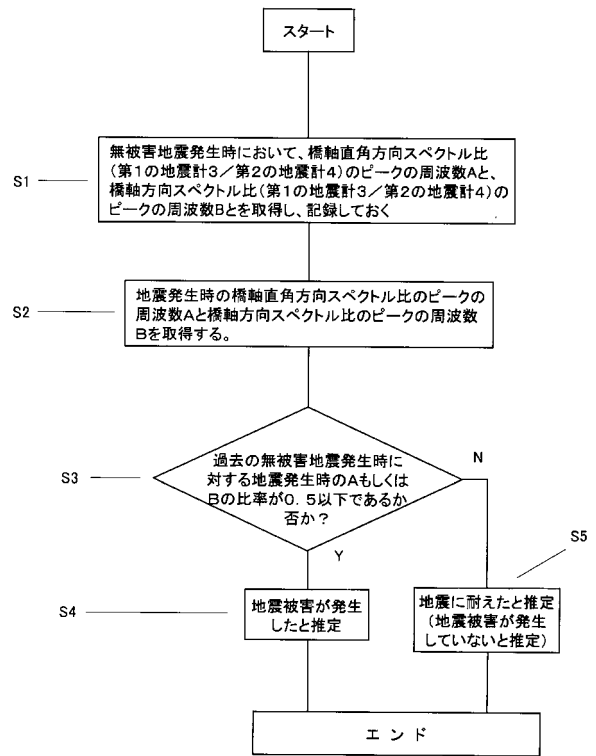 スタート
S1
無被害地震発生時において、橋軸直角方向スペクトル比
(第1の地震計3／第2の地震計4)のピークの周波数Aと、
橋軸方向スペクトル比(第1の地震計3／第2の地震計4)の
ピークの周波数Bとを取得し、記録しておく
S2
地震発生時の橋軸直角方向スペクトル比のピークの
周波数Aと橋軸方向スペクトル比のピークの周波数
Bを取得する。
S3
過去の無被害地震発生時に
対する地震発生時のAもしくは
Bの比率が0．5以下であるか
否か？
N
Y
S5
S4
地震被害が発生
したと推定
地震に耐えたと推定
(地震被害が発生
していないと推定)
エンド